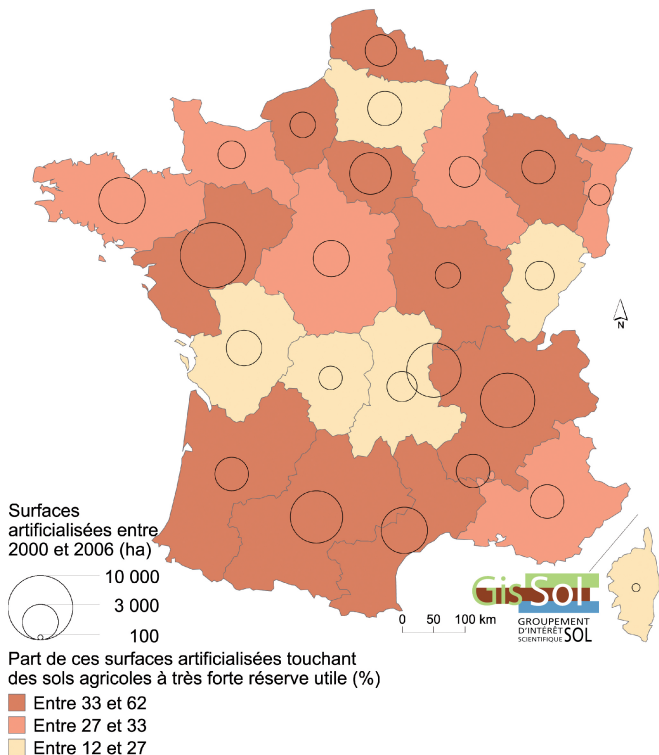 N
Surfaces
artificialisées entre
2000 et 2006 (ha)
10 000
3 000
100
0 50 100 km
Gis Sol
GROUPEMENT
D'INTÉRÊT
SCIENTIFIQUE SOL
Part de ces surfaces artificialisées touchant
des sols agricoles à très forte réserve utile (%)
Entre 33 et 62
Entre 27 et 33
Entre 12 et 27